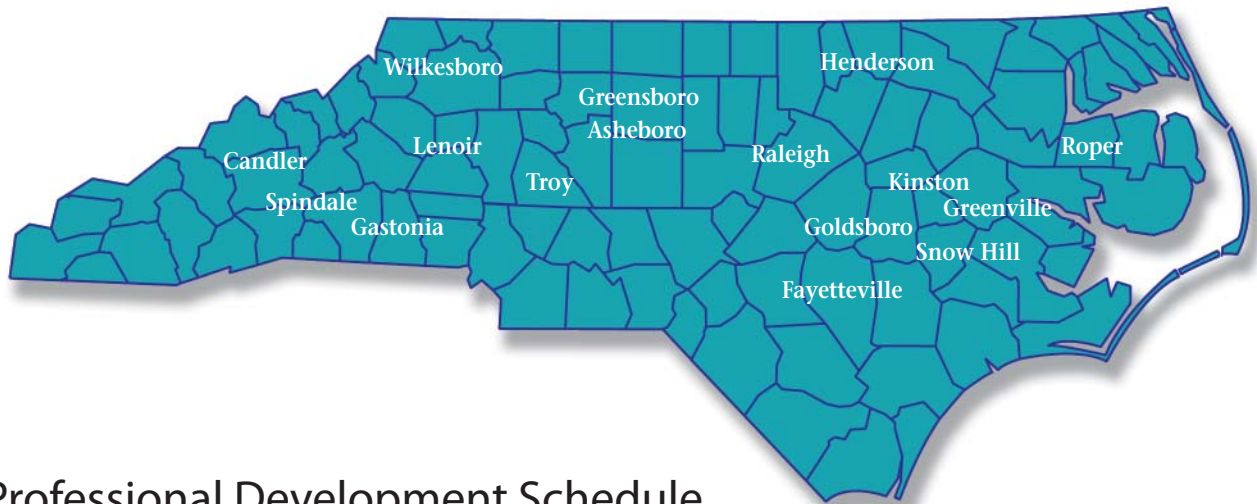 Wilkesboro
Henderson
Greensboro
Asheboro
Lenoir
Raleigh
Roper
Candler
Troy
Kinston
Spindale
Greenville
Gastonia
Goldsboro
Snow Hill
Fayetteville
Professional Development Schedule